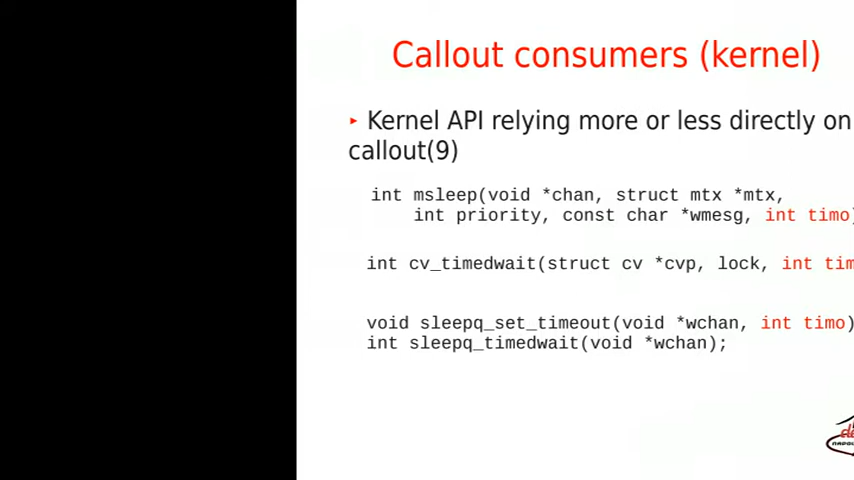 Callout consumers (kernel)
‣ Kernel API relying more or less directly on
callout(9)
int msleep(void *chan, struct mtx *mtx,
int priority, const char *wmesg, int timo)
int cv_timedwait(struct cv *cvp, lock, int tim
void sleepq_set_timeout(void *wchan, int timo)
int sleepq_timedwait(void *wchan);